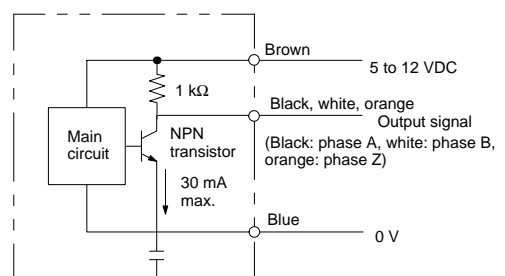 Brown
5 to 12 VDC
1 kΩ
Black, white, orange
Output signal
(Black: phase A, white: phase B,
orange: phase Z)
Main
circuit
NPN
transistor
30 mA
max.
Blue
0 V